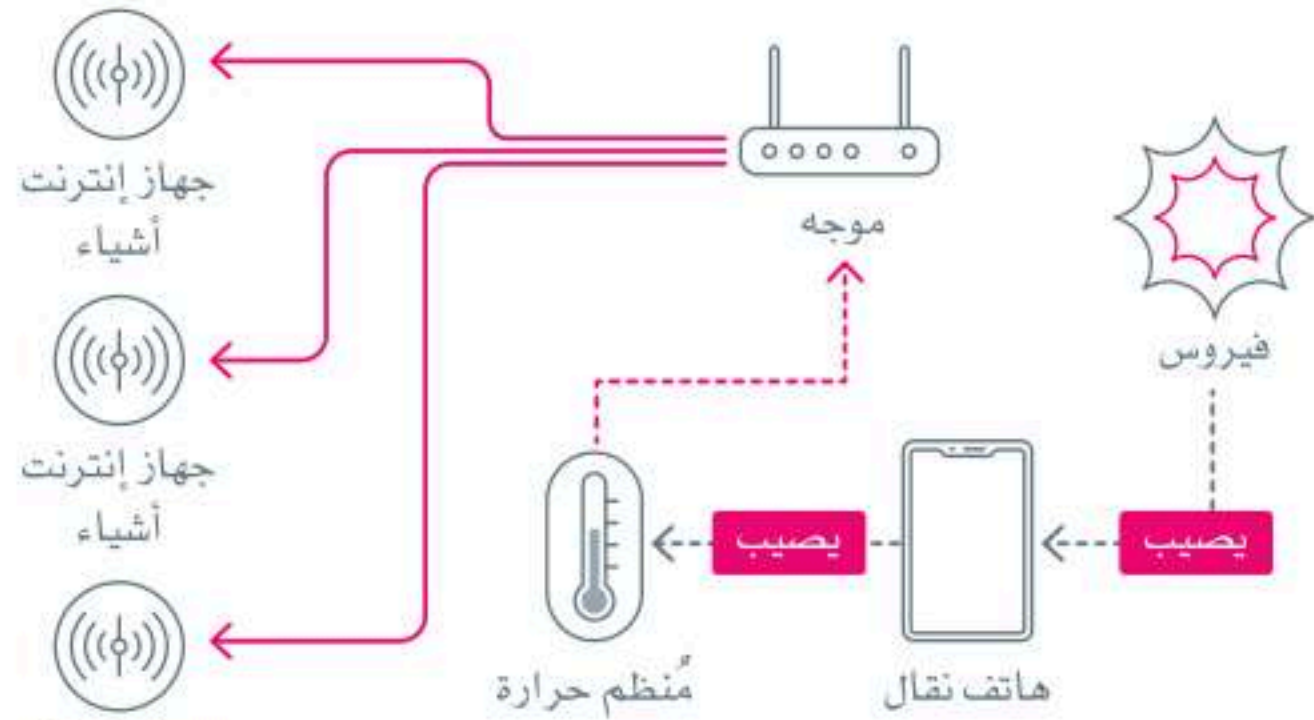 موجه
جهاز إنترنت
أشياء
فيروس
جهاز إنترنت
أشياء
يصيب
يصيب
هاتف نقال
مُنظم حرارة